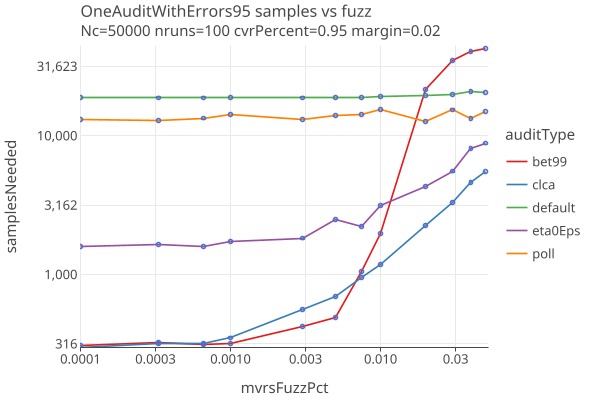 OneAuditWithErrors95 samples vs fuzz
Nc=50000 nruns=100 cvrPercent=0.95 margin=0.02
samplesNeeded
31,623
10,000
3,162
1,000
316
0.0001
0.0003
0.0010
0.003
0.010
0.03
mvrsFuzzPct
auditType
bet99
clca
default
eta0Eps
poll